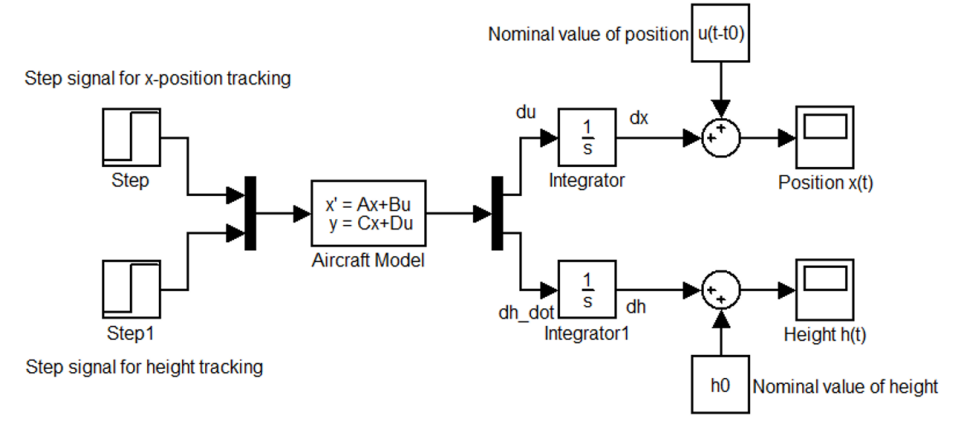 Nominal value of position
u(t-t0)
Step signal for x-position tracking
Step
du
1
s
Integrator
dx
Position x(t)
x' = Ax+Bu
y = Cx+Du
Aircraft Model
Step1
Step signal for height tracking
dh_dot
1
s
Integrator1
dh
Height h(t)
h0
Nominal value of height